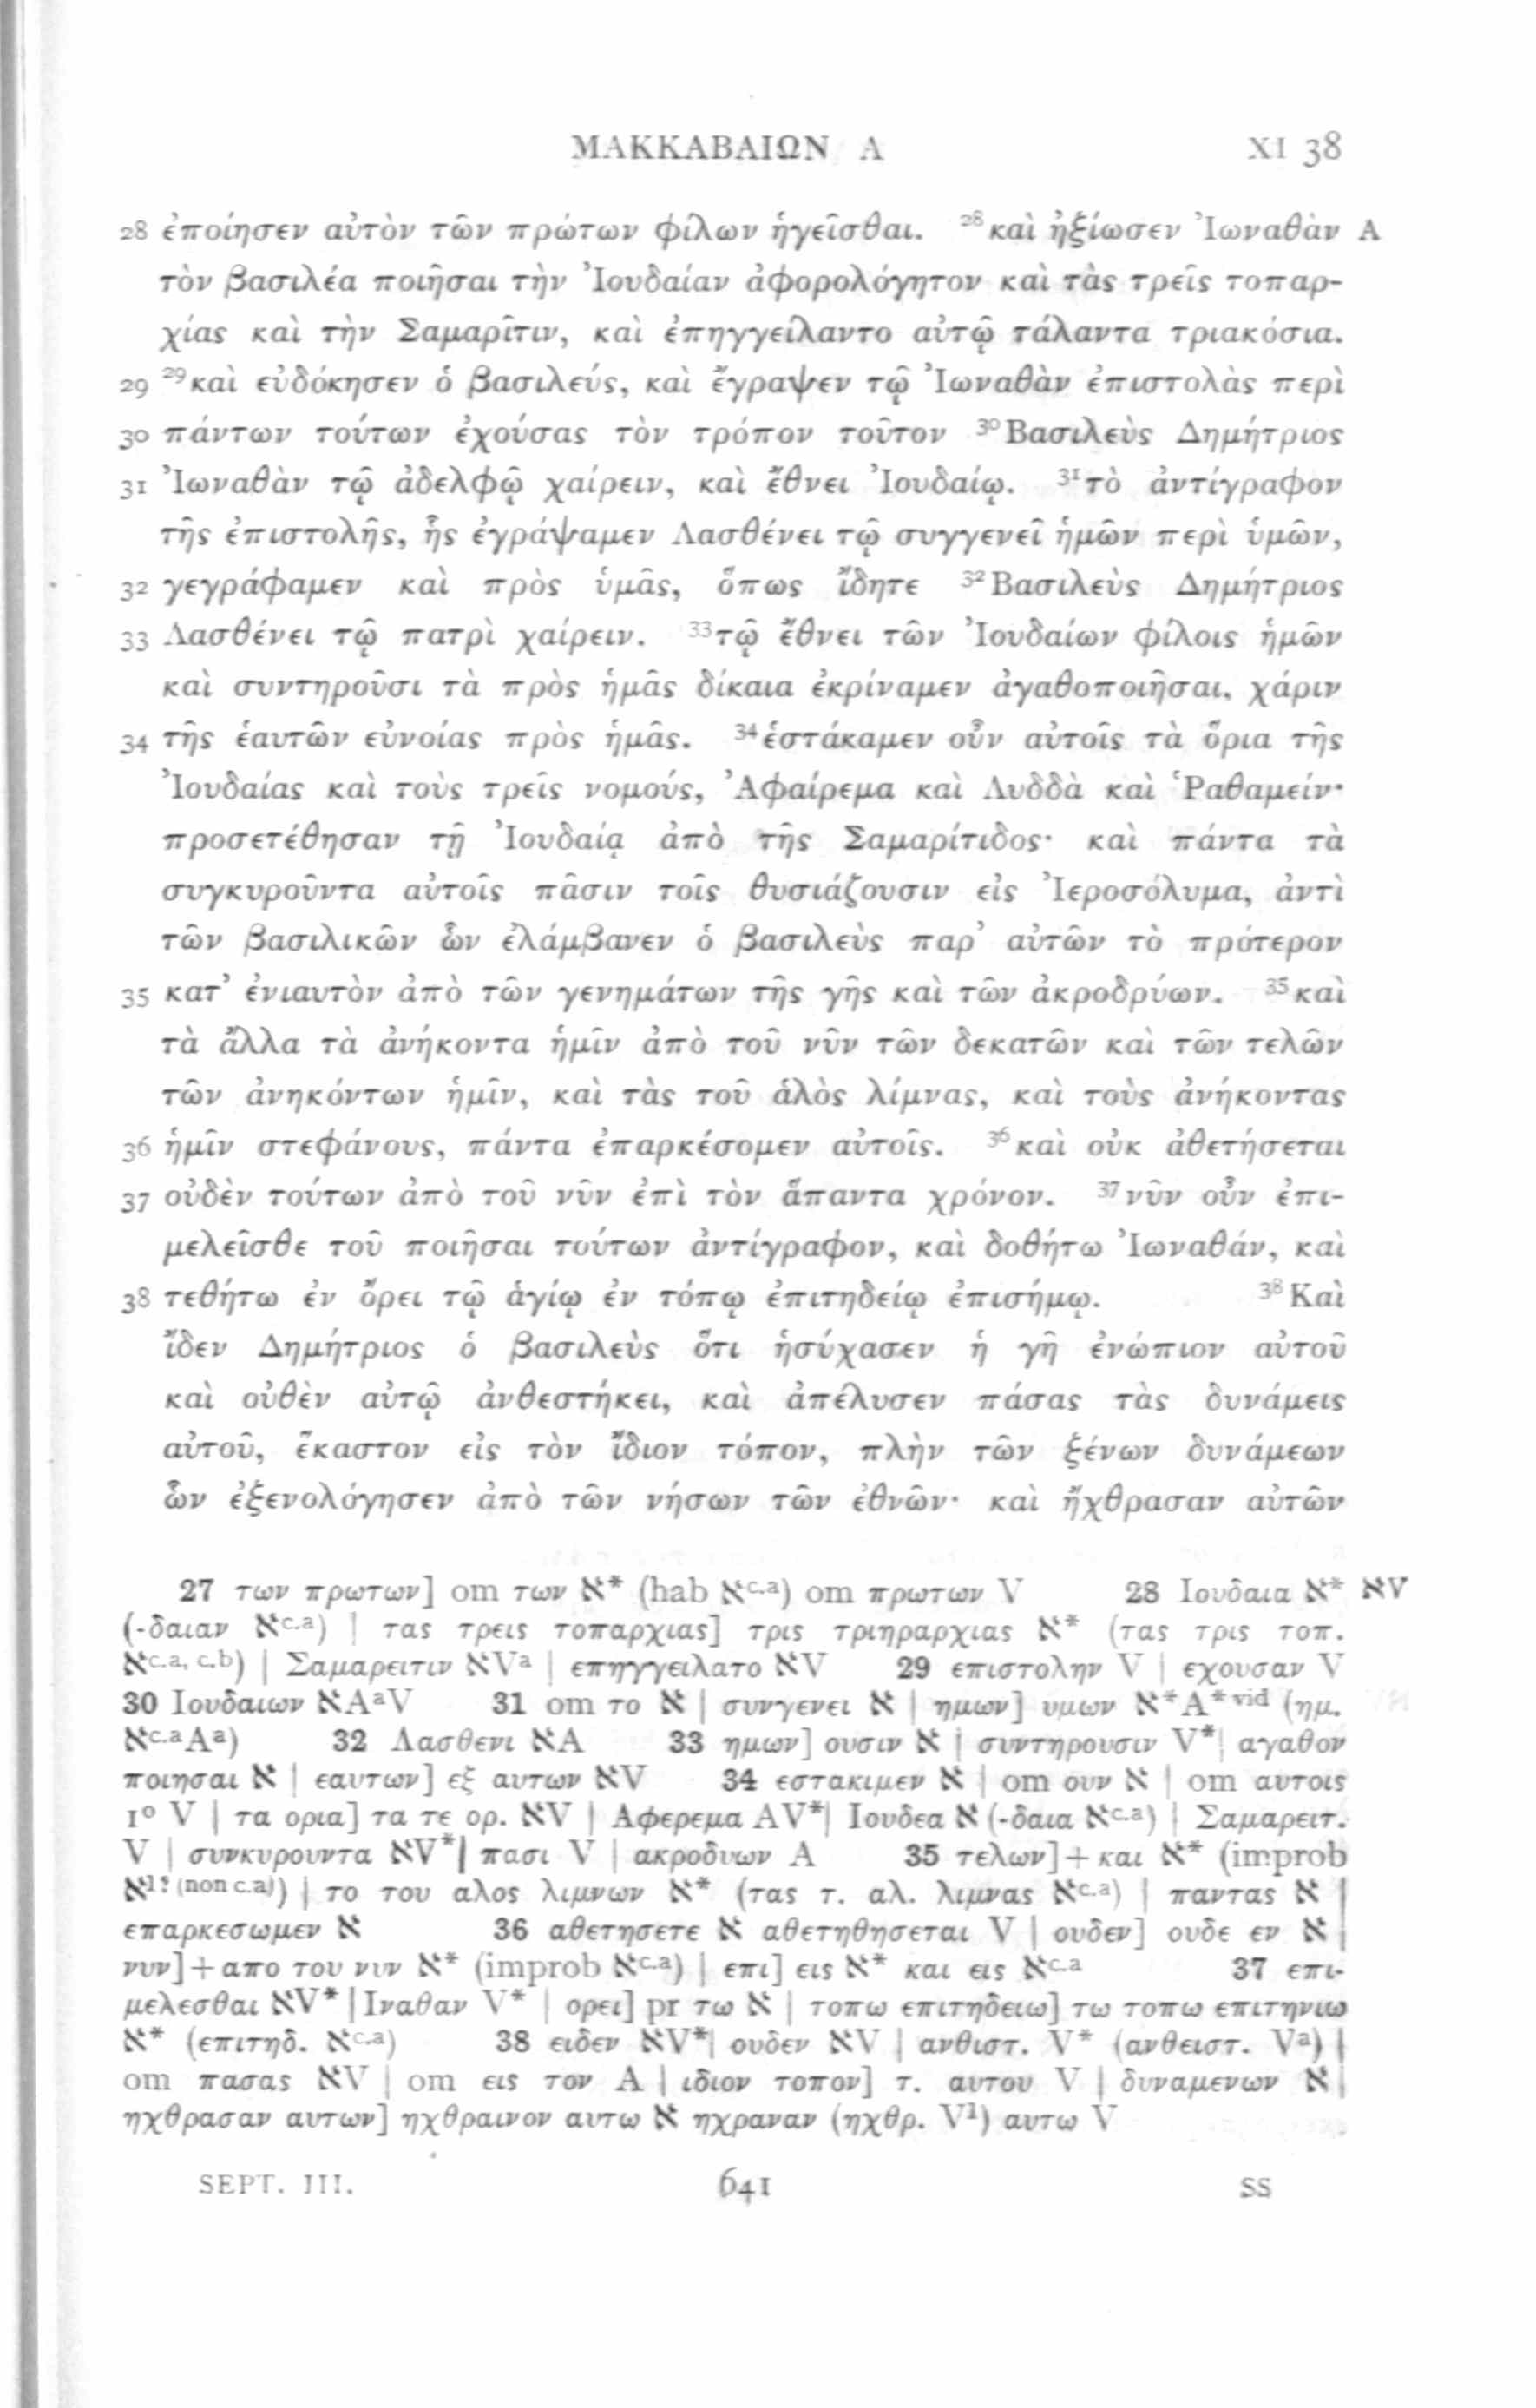 ΜΑΚΚΑΒΑΙΩΝ Α XI 38
28 ἐποίησεν αὐτὸν τῶν πρώτων φίλων ἡγεῖσθαι. ²⁸καὶ ἠξίωσεν Ἰωναθὰν A
τὸν βασιλέα ποιῆσαι τὴν Ἰουδαίαν ἀφορολόγητον καὶ τὰς τρεῖς τοπαρ-
χίας καὶ τὴν Σαμαρῖτιν, καὶ ἐπηγγείλαντο αὐτῷ τάλαντα τριακόσια.
29 ²⁹καὶ εὐδόκησεν ὁ βασιλεύς, καὶ ἔγραψεν τῷ Ἰωναθὰν ἐπιστολὰς περὶ
30 πάντων τούτων ἐχούσας τὸν τρόπον τοῦτον ³⁰Βασιλεὺς Δημήτριος
31 Ἰωναθὰν τῷ ἀδελφῷ χαίρειν, καὶ ἔθνει Ἰουδαίῳ. ³¹τὸ ἀντίγραφον
τῆς ἐπιστολῆς, ἧς ἐγράψαμεν Λασθένει τῷ συγγενεῖ ἡμῶν περὶ ὑμῶν,
32 γεγράφαμεν καὶ πρὸς ὑμᾶς, ὅπως ἴδητε ³²Βασιλεὺς Δημήτριος
33 Λασθένει τῷ πατρὶ χαίρειν. ³³τῷ ἔθνει τῶν Ἰουδαίων φίλοις ἡμῶν
καὶ συντηροῦσι τὰ πρὸς ἡμᾶς δίκαια ἐκρίναμεν ἀγαθοποιῆσαι, χάριν
34 τῆς ἑαυτῶν εὐνοίας πρὸς ἡμᾶς. ³⁴ἑστάκαμεν οὖν αὐτοῖς τὰ ὅρια τῆς
Ἰουδαίας καὶ τοὺς τρεῖς νομούς, Ἀφαίρεμα καὶ Λυδδὰ καὶ Ῥαθαμείν·
προσετέθησαν τῇ Ἰουδαίᾳ ἀπὸ τῆς Σαμαρίτιδος· καὶ πάντα τὰ
συγκυροῦντα αὐτοῖς πᾶσιν τοῖς θυσιάζουσιν εἰς Ἰεροσόλυμα, ἀντὶ
τῶν βασιλικῶν ὧν ἐλάμβανεν ὁ βασιλεὺς παρ’ αὐτῶν τὸ πρότερον
35 κατ’ ἐνιαυτὸν ἀπὸ τῶν γενημάτων τῆς γῆς καὶ τῶν ἀκροδρύων. ³⁵καὶ
τὰ ἄλλα τὰ ἀνήκοντα ἡμῖν ἀπὸ τοῦ νῦν τῶν δεκατῶν καὶ τῶν τελῶν
τῶν ἀνηκόντων ἡμῖν, καὶ τὰς τοῦ ἁλὸς λίμνας, καὶ τοὺς ἀνήκοντας
36 ἡμῖν στεφάνους, πάντα ἐπαρκέσομεν αὐτοῖς. ³⁶καὶ οὐκ ἀθετήσεται
37 οὐδὲν τούτων ἀπὸ τοῦ νῦν ἐπὶ τὸν ἅπαντα χρόνον. ³⁷νῦν οὖν ἐπι-
μελεῖσθε τοῦ ποιῆσαι τούτων ἀντίγραφον, καὶ δοθήτω Ἰωναθάν, καὶ
38 τεθήτω ἐν ὄρει τῷ ἁγίῳ ἐν τόπῳ ἐπιτηδείῳ ἐπισήμῳ. ³⁸Καὶ
ἴδεν Δημήτριος ὁ βασιλεὺς ὅτι ἡσύχασεν ἡ γῆ ἐνώπιον αὐτοῦ
καὶ οὐθὲν αὐτῷ ἀνθεστήκει, καὶ ἀπέλυσεν πάσας τὰς δυνάμεις
αὐτοῦ, ἕκαστον εἰς τὸν ἴδιον τόπον, πλὴν τῶν ξένων δυνάμεων
ὧν ἐξενολόγησεν ἀπὸ τῶν νήσων τῶν ἐθνῶν· καὶ ἤχθρασαν αὐτῶν
27 των πρωτων] om των ℵ* (hab ℵc.a) om πρωτων V 28 Ιουδαια ℵ* ℵV
(-δαιαν ℵc.a) | τας τρεις τοπαρχιας] τρις τριηραρχιας ℵ* (τας τρις τοπ.
ℵc.a, c.b) | Σαμαρειτιν ℵVa | επηγγειλατο ℵV 29 επιστολην V | εχουσαν V
30 Ιουδαιων ℵAaV 31 om το ℵ | συνγενει ℵ | ημων] υμων ℵ*A*vid (ημ.
ℵc.aAa) 32 Λασθενι ℵA 33 ημων] ουσιν ℵ | συντηρουσιν V* | αγαθον
ποιησαι ℵ | εαυτων] εξ αυτων ℵV 34 εστακιμεν ℵ | om ουν ℵ | om αυτοις
1° V | τα ορια] τα τε ορ. ℵV | Αφερεμα AV* | Ιουδεα ℵ (-δαια ℵc.a) | Σαμαρειτ.
V | συνκυρουντα ℵV* | πασι V | ακροδυων A 35 τελων]+και ℵ* (improb
ℵ1? (non c.a)) | το του αλος λιμνων ℵ* (τας τ. αλ. λιμνας ℵc.a) | παντας ℵ |
επαρκεσωμεν ℵ 36 αθετησετε ℵ αθετηθησεται V | ουδεν] ουδε εν ℵ |
νυν]+απο του νυν ℵ* (improb ℵc.a) | επι] εις ℵ* και εις ℵc.a 37 επι-
μελεσθαι ℵV* | Ιναθαν V* | ορει] pr τω ℵ | τοπω επιτηδειω] τω τοπω επιτηνιω
ℵ* (επιτηδ. ℵc.a) 38 ειδεν ℵV* | ουδεν ℵV | ανθιστ. V* (ανθειστ. Va) |
om πασας ℵV | om εις τον A | ιδιον τοπον] τ. αυτου V | δυναμενων ℵ |
ηχθρασαν αυτων] ηχθραινον αυτω ℵ ηχραναν (ηχθρ. V1) αυτω V
SEPT. III. 641 SS